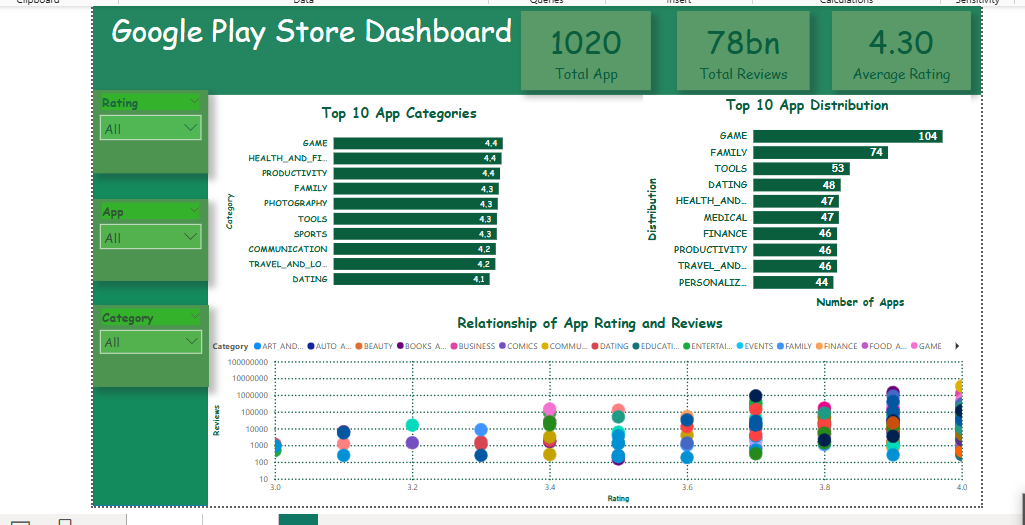 Clipboard
Data
Queries
Insert
Calculations
Sensitivity
Google Play Store Dashboard
1020
Total App
78bn
Total Reviews
4.30
Average Rating
Rating
All
App
All
Category
All
Top 10 App Categories
Category
GAME 4.4
HEALTH_AND_FI... 4.4
PRODUCTIVITY 4.4
FAMILY 4.3
PHOTOGRAPHY 4.3
TOOLS 4.3
SPORTS 4.3
COMMUNICATION 4.2
TRAVEL_AND_LO... 4.2
DATING 4.1
Top 10 App Distribution
Distribution
GAME 104
FAMILY 74
TOOLS 53
DATING 48
HEALTH_AND... 47
MEDICAL 47
FINANCE 46
PRODUCTIVITY 46
TRAVEL_AND... 46
PERSONALIZ... 44
Number of Apps
Relationship of App Rating and Reviews
Category ART_AND... AUTO_A... BEAUTY BOOKS_A... BUSINESS COMICS COMMU... DATING EDUCATI... ENTERTAI... EVENTS FAMILY FINANCE FOOD_A... GAME
Reviews
100000000
10000000
1000000
100000
10000
1000
100
10
3.0 3.2 3.4 3.6 3.8 4.0
Rating